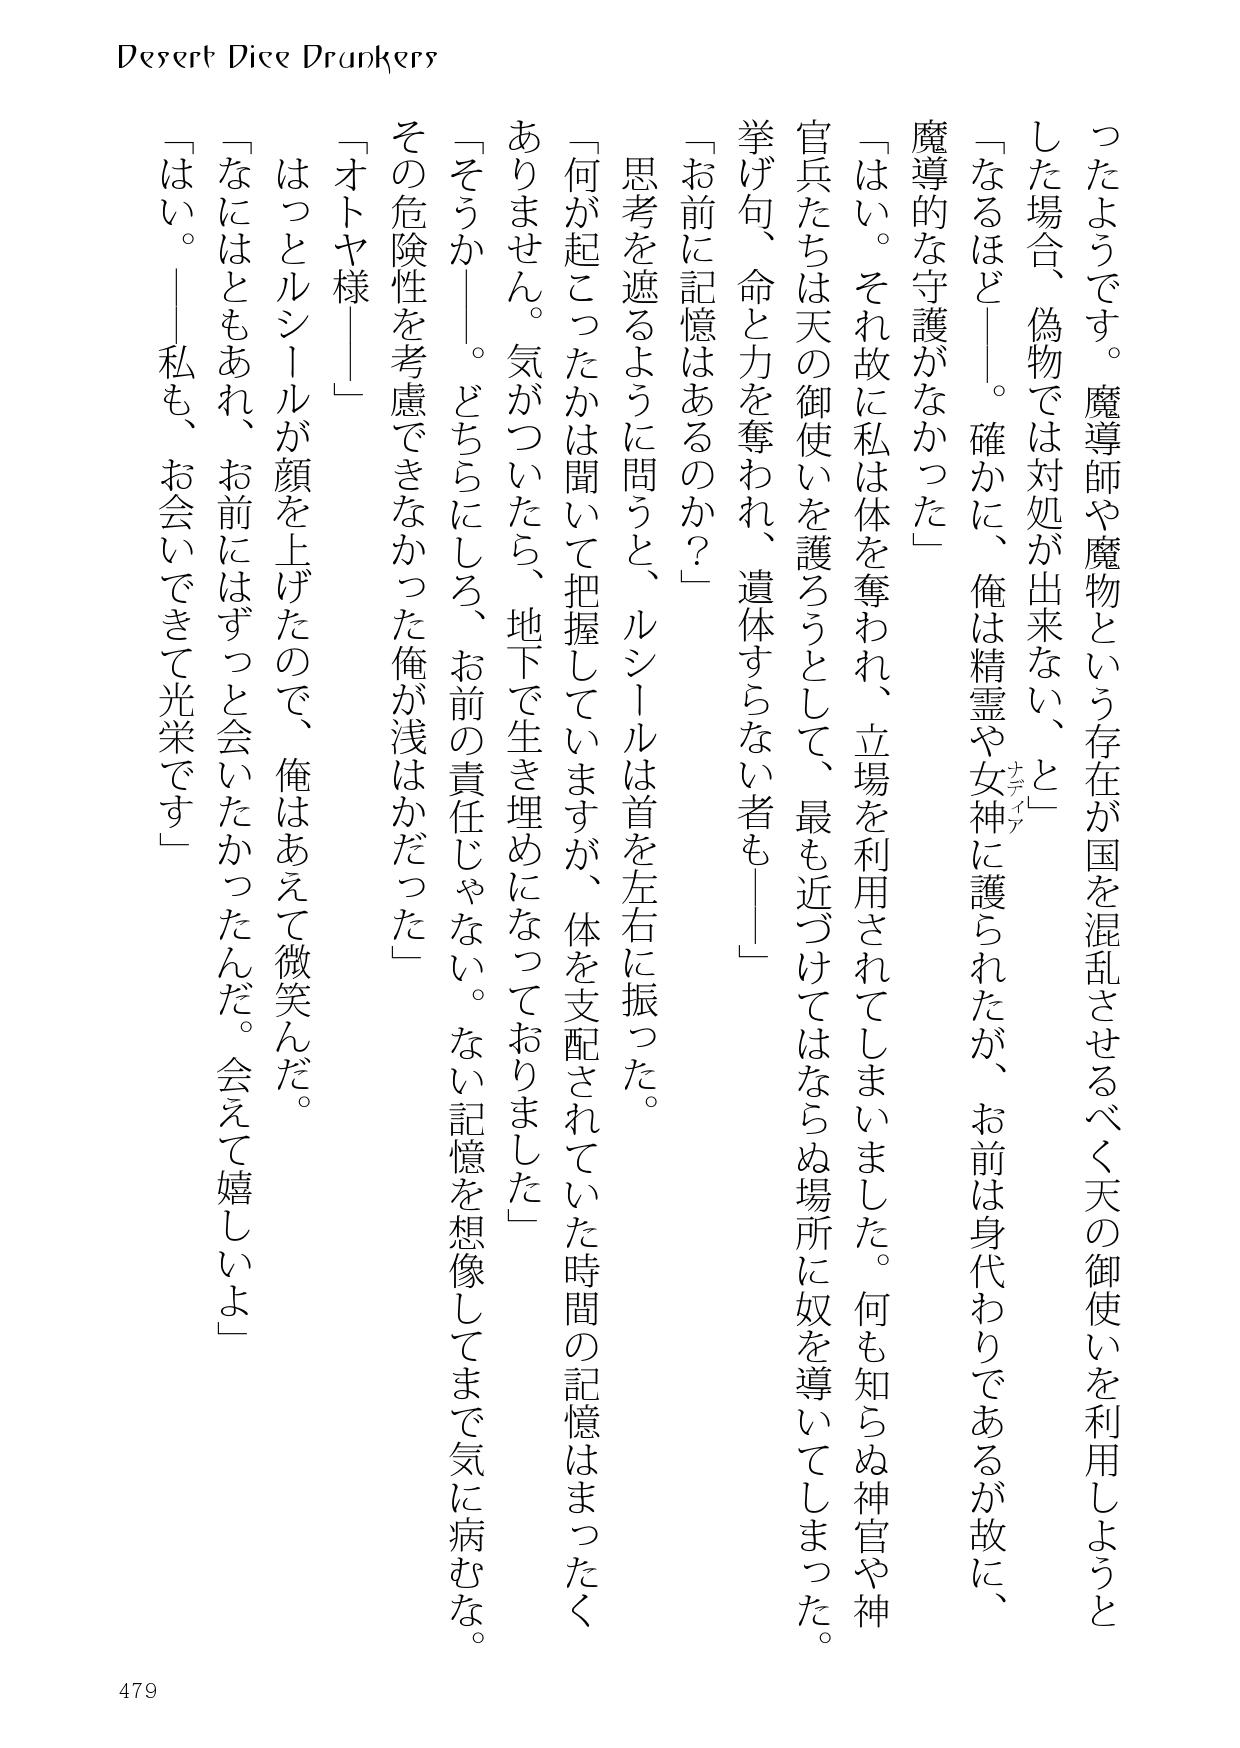 Desert Dice Drunkers
ったようです。魔導師や魔物という存在が国を混乱させるべく天の御使いを利用しようと
した場合、偽物では対処が出来ない、と」
「なるほど――。確かに、俺は精霊や女神に護られたが、お前は身代わりであるが故に、
ナディア
魔導的な守護がなかった」
「はい。それ故に私は体を奪われ、立場を利用されてしまいました。何も知らぬ神官や神
官兵たちは天の御使いを護ろうとして、最も近づけてはならぬ場所に奴を導いてしまった。
挙げ句、命と力を奪われ、遺体すらない者も――」
「お前に記憶はあるのか？」
　思考を遮るように問うと、ルシールは首を左右に振った。
「何が起こったかは聞いて把握していますが、体を支配されていた時間の記憶はまったく
ありません。気がついたら、地下で生き埋めになっておりました」
「そうか――。どちらにしろ、お前の責任じゃない。ない記憶を想像してまで気に病むな。
その危険性を考慮できなかった俺が浅はかだった」
「オトヤ様――」
　はっとルシールが顔を上げたので、俺はあえて微笑んだ。
「なにはともあれ、お前にはずっと会いたかったんだ。会えて嬉しいよ」
「はい。――私も、お会いできて光栄です」
479